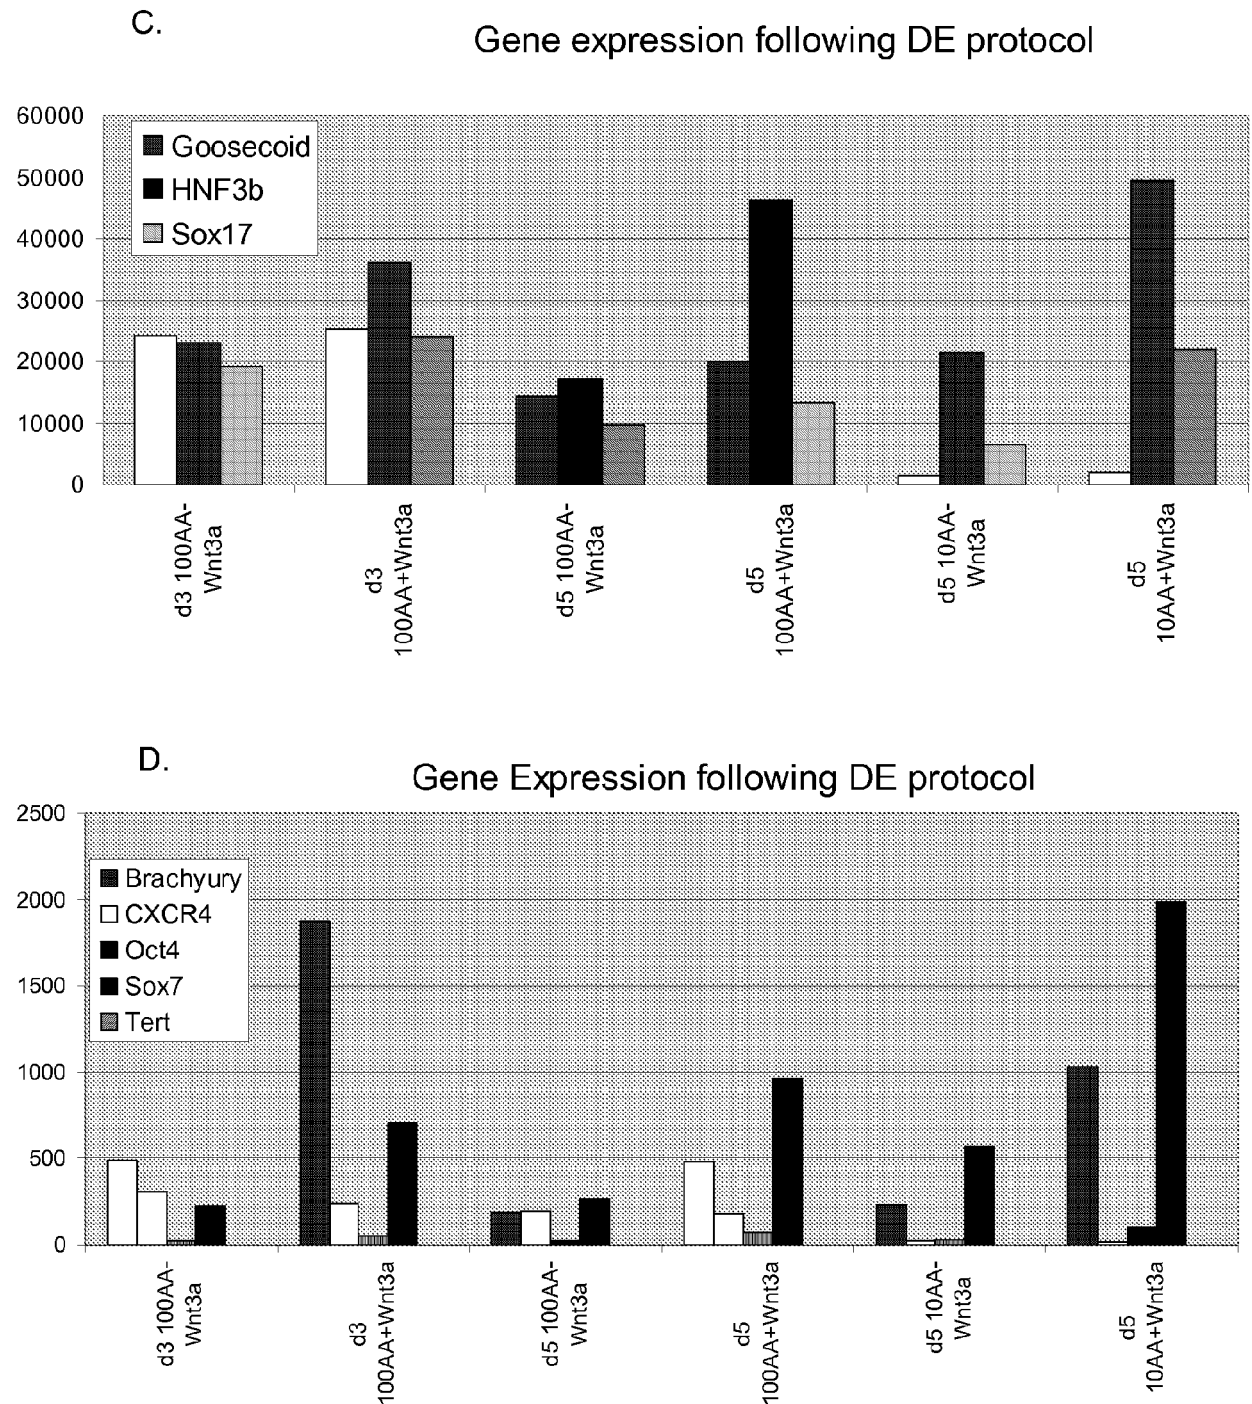 C.
Gene expression following DE protocol
60000
50000
40000
30000
20000
10000
0
Goosecoid
HNF3b
Sox17
d3 100AA-
Wnt3a
d3
100AA+Wnt3a
d5 100AA-
Wnt3a
d5
100AA+Wnt3a
d5 10AA-
Wnt3a
d5
10AA+Wnt3a
D.
Gene Expression following DE protocol
2500
2000
1500
1000
500
0
Brachyury
CXCR4
Oct4
Sox7
Tert
d3 100AA-
Wnt3a
d3
100AA+Wnt3a
d5 100AA-
Wnt3a
d5
100AA+Wnt3a
d5 10AA-
Wnt3a
d5
10AA+Wnt3a